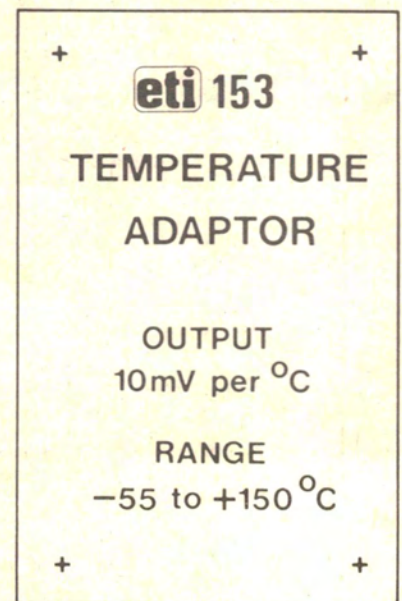 eti 153
TEMPERATURE
ADAPTOR
OUTPUT
10mV per °C
RANGE
−55 to +150 °C